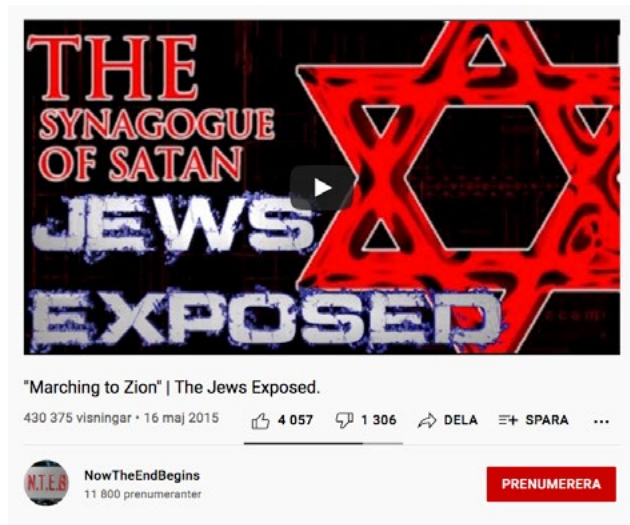 THE
SYNAGOGUE
OF SATAN
JEWS
EXPOSED
"Marching to Zion" | The Jews Exposed.
430 375 visningar • 16 maj 2015 4 057 1 306 DELA SPARA ...
N.T.E.B
NowTheEndBegins
11 800 prenumeranter
PRENUMERERA